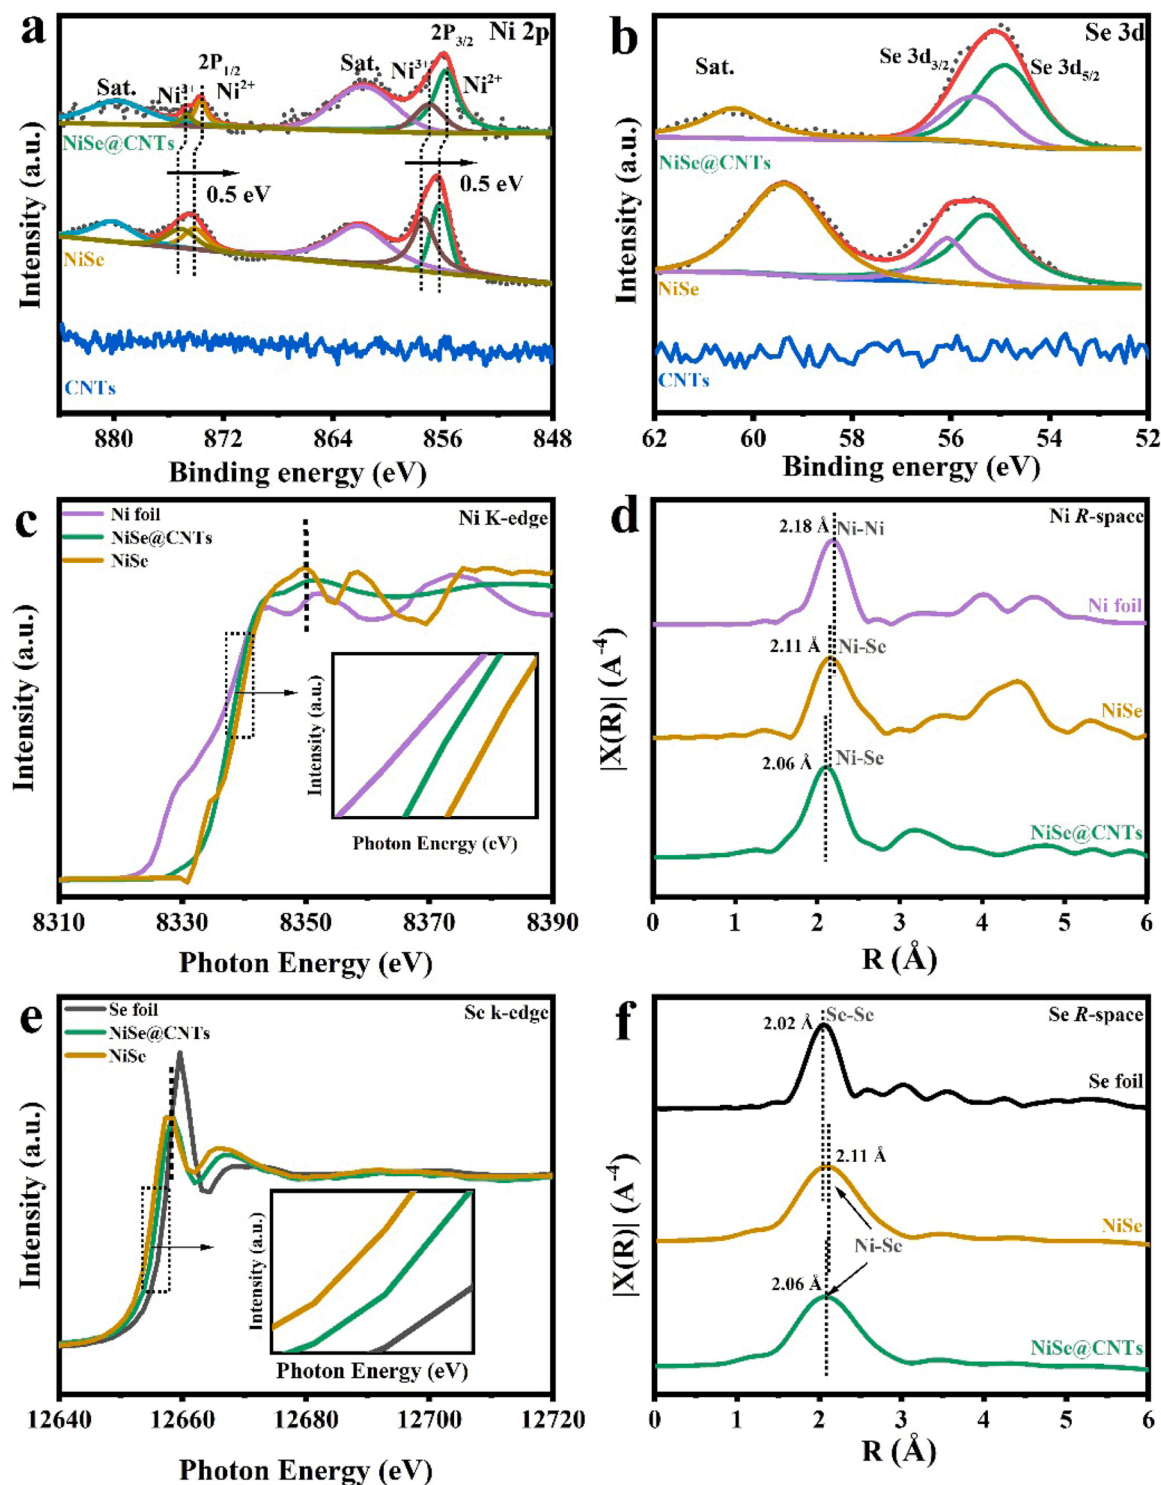 a
Ni 2p
2P3/2
2P1/2
Sat.
Ni3+
Ni2+
Sat.
Ni3+
Ni2+
NiSe@CNTs
0.5 eV
0.5 eV
NiSe
CNTs
Intensity (a.u.)
880 872 864 856 848
Binding energy (eV)
b
Se 3d
Sat.
Se 3d3/2
Se 3d5/2
NiSe@CNTs
NiSe
CNTs
Intensity (a.u.)
62 60 58 56 54 52
Binding energy (eV)
c
Ni foil
NiSe@CNTs
NiSe
Ni K-edge
Intensity (a.u.)
Intensity (a.u.)
Photon Energy (eV)
8310 8330 8350 8370 8390
Photon Energy (eV)
d
Ni R-space
2.18 Å
Ni-Ni
Ni foil
2.11 Å
Ni-Se
NiSe
2.06 Å
Ni-Se
NiSe@CNTs
|X(R)| (A-4)
0 1 2 3 4 5 6
R (Å)
e
Se foil
NiSe@CNTs
NiSe
Se k-edge
Intensity (a.u.)
Intensity (a.u.)
Photon Energy (eV)
12640 12660 12680 12700 12720
Photon Energy (eV)
f
Se R-space
2.02 Å
Se-Se
Se foil
2.11 Å
NiSe
Ni-Se
2.06 Å
NiSe@CNTs
|X(R)| (A-4)
0 1 2 3 4 5 6
R (Å)